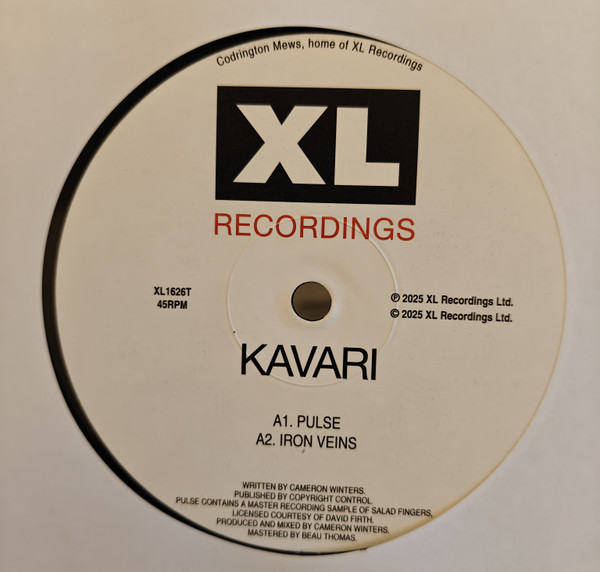 Codrington Mews, home of XL Recordings
XL
RECORDINGS
XL1626T
45RPM
℗ 2025 XL Recordings Ltd.
© 2025 XL Recordings Ltd.
KAVARI
A1. PULSE
A2. IRON VEINS
WRITTEN BY CAMERON WINTERS.
PUBLISHED BY COPYRIGHT CONTROL.
PULSE CONTAINS A MASTER RECORDING SAMPLE OF SALAD FINGERS,
LICENSED COURTESY OF DAVID FIRTH.
PRODUCED AND MIXED BY CAMERON WINTERS.
MASTERED BY BEAU THOMAS.